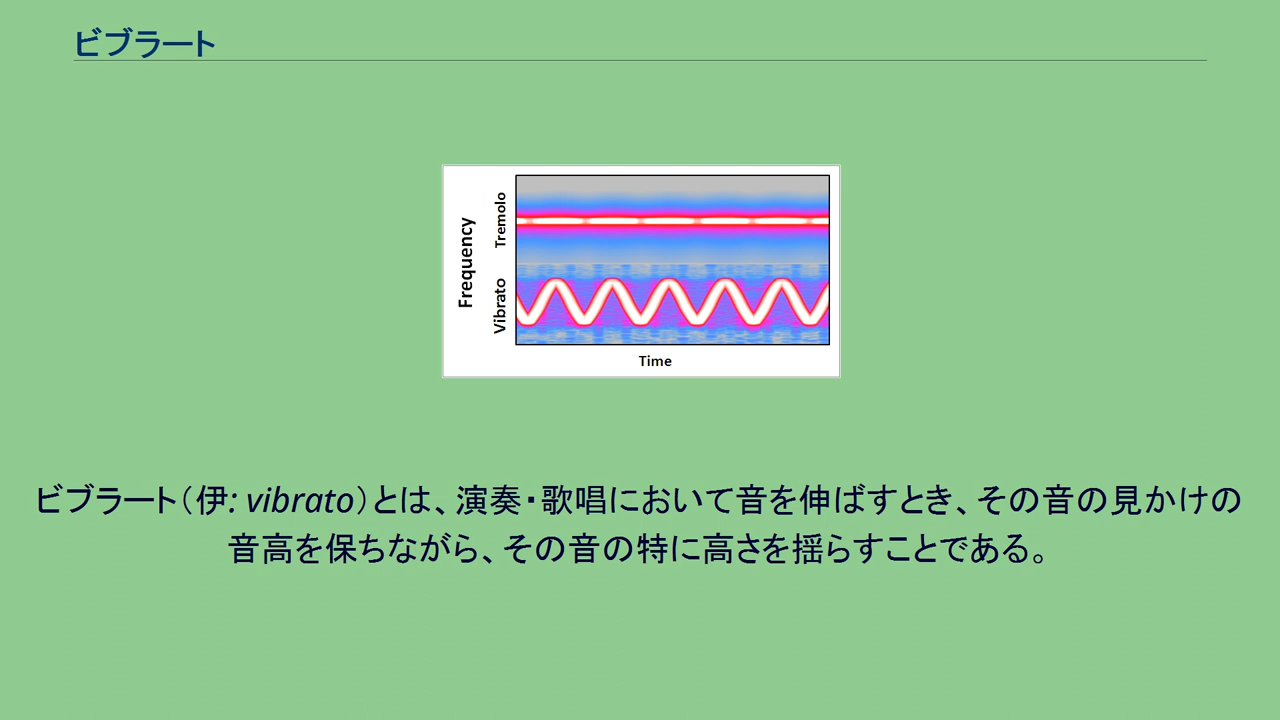 ビブラート
Frequency
Tremolo
Vibrato
Time
ビブラート（伊: vibrato）とは、演奏・歌唱において音を伸ばすとき、その音の見かけの
音高を保ちながら、その音の特に高さを揺らすことである。